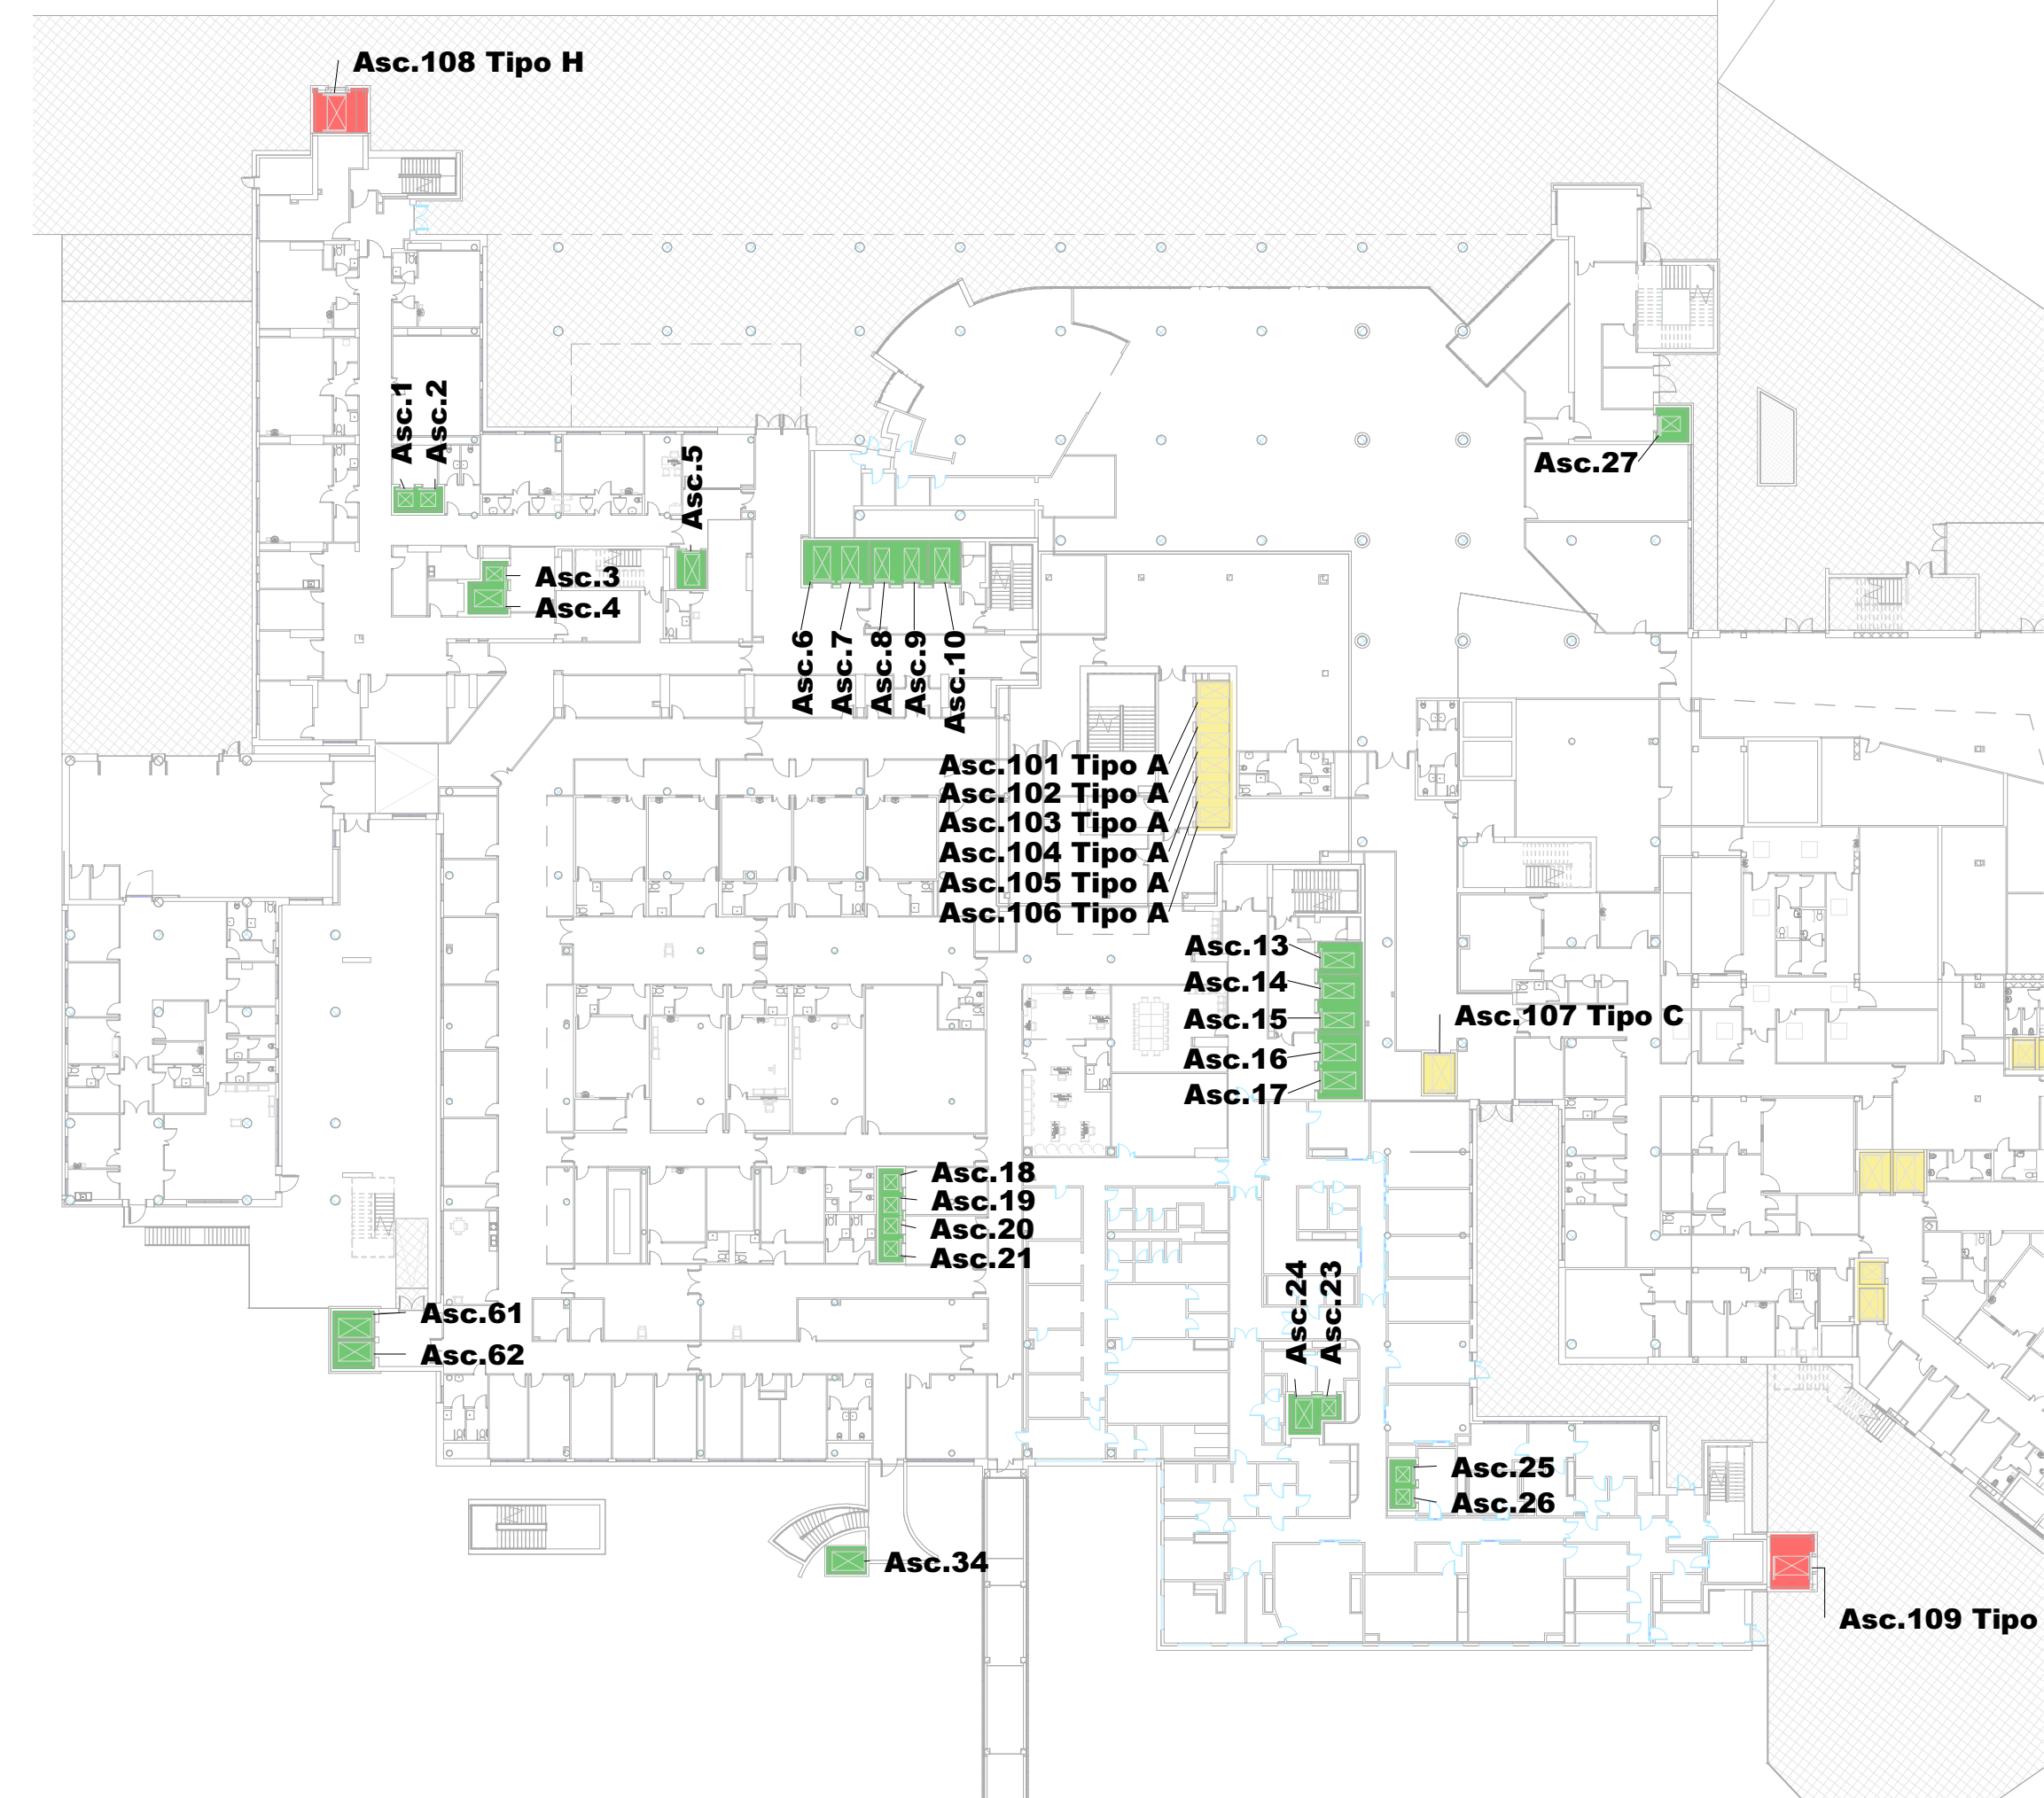 Asc.108 Tipo H
Asc.1
Asc.2
Asc.5
Asc.27
Asc.3
Asc.4
Asc.6
Asc.7
Asc.8
Asc.9
Asc.10
Asc.101 Tipo A
Asc.102 Tipo A
Asc.103 Tipo A
Asc.104 Tipo A
Asc.105 Tipo A
Asc.106 Tipo A
Asc.13
Asc.14
Asc.15
Asc.16
Asc.17
Asc.107 Tipo C
Asc.18
Asc.19
Asc.20
Asc.21
Asc.24
Asc.23
Asc.61
Asc.62
Asc.25
Asc.26
Asc.34
Asc.109 Tipo